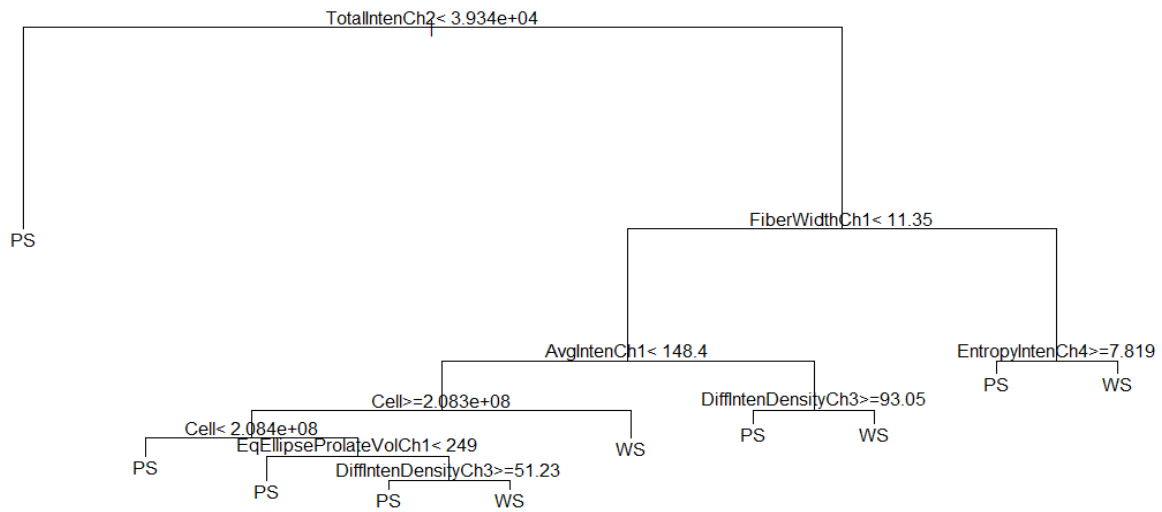 TotalIntenCh2< 3.934e+04
PS
FiberWidthCh1< 11.35
AvgIntenCh1< 148.4
EntropyIntenCh4>=7.819
PS
WS
Cell>=2.083e+08
DiffIntenDensityCh3>=93.05
PS
WS
Cell< 2.084e+08
WS
EqEllipseProlateVolCh1< 249
PS
DiffIntenDensityCh3>=51.23
PS
PS
WS